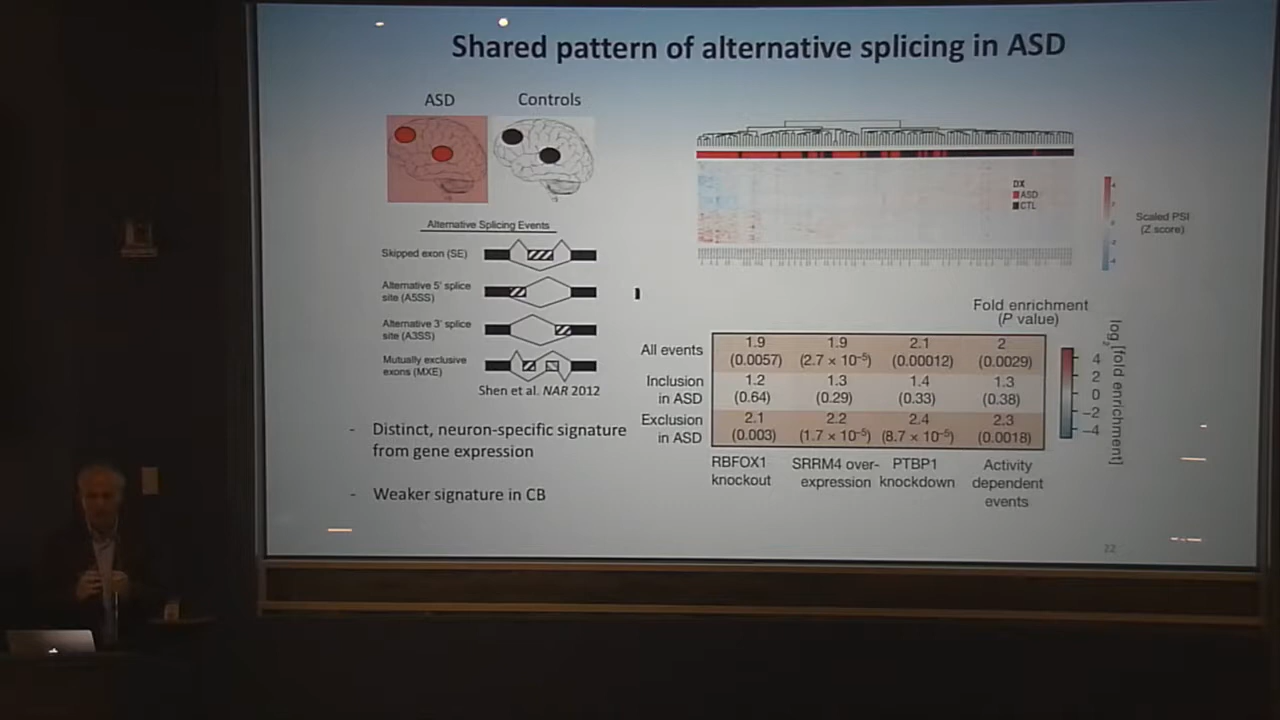 Shared pattern of alternative splicing in ASD
ASD
Controls
Alternative Splicing Events
Skipped exon (SE)
Alternative 5' splice
site (A5SS)
Alternative 3' splice
site (A3SS)
Mutually exclusive
exons (MXE)
Shen et al. NAR 2012
- Distinct, neuron-specific signature
from gene expression
- Weaker signature in CB
DX
ASD
CTL
Scaled PSI
(Z score)
Fold enrichment
(P value)
All events
1.9 1.9 2.1 2
(0.0057) (2.7 × 10⁻⁵) (0.00012) (0.0029)
Inclusion
in ASD
1.2 1.3 1.4 1.3
(0.64) (0.29) (0.33) (0.38)
Exclusion
in ASD
2.1 2.2 2.4 2.3
(0.003) (1.7 × 10⁻⁵) (8.7 × 10⁻⁵) (0.0018)
RBFOX1
knockout
SRRM4 over-
expression
PTBP1
knockdown
Activity
dependent
events
4
2
0
−2
−4
log₂[fold enrichment]
22